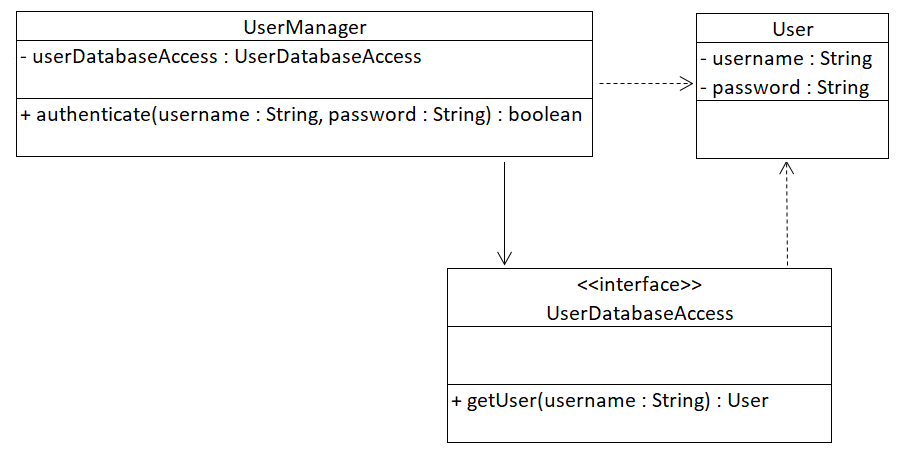 UserManager
- userDatabaseAccess : UserDatabaseAccess
+ authenticate(username : String, password : String) : boolean
User
- username : String
- password : String
<<interface>>
UserDatabaseAccess
+ getUser(username : String) : User